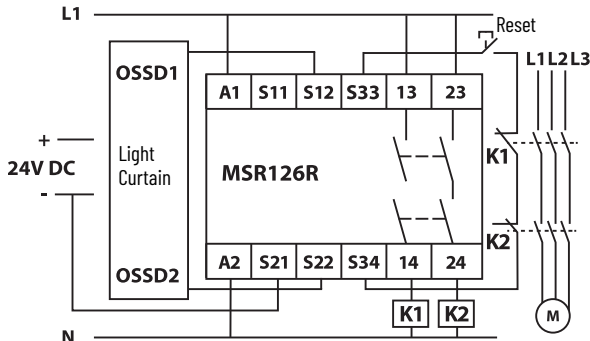 L1
Reset
OSSD1
L1 L2 L3
A1 S11 S12 S33 13 23
+
24V DC
-
Light
Curtain
MSR126R
K1
K2
OSSD2
A2 S21 S22 S34 14 24
K1 K2
M
N